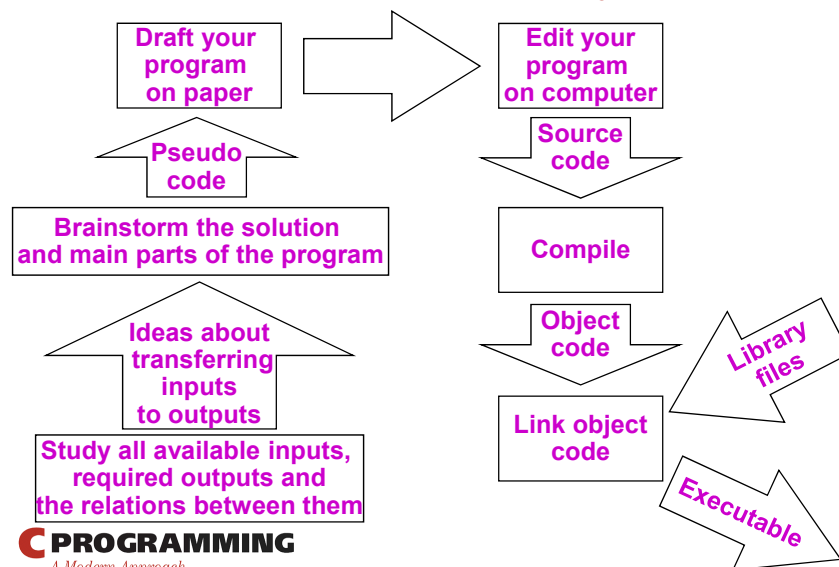 Draft your
program
on paper
Edit your
program
on computer
Pseudo
code
Source
code
Brainstorm the solution
and main parts of the program
Compile
Ideas about
transferring
inputs
to outputs
Object
code
Library
files
Study all available inputs,
required outputs and
the relations between them
Link object
code
Executable
C PROGRAMMING
A Modern Approach